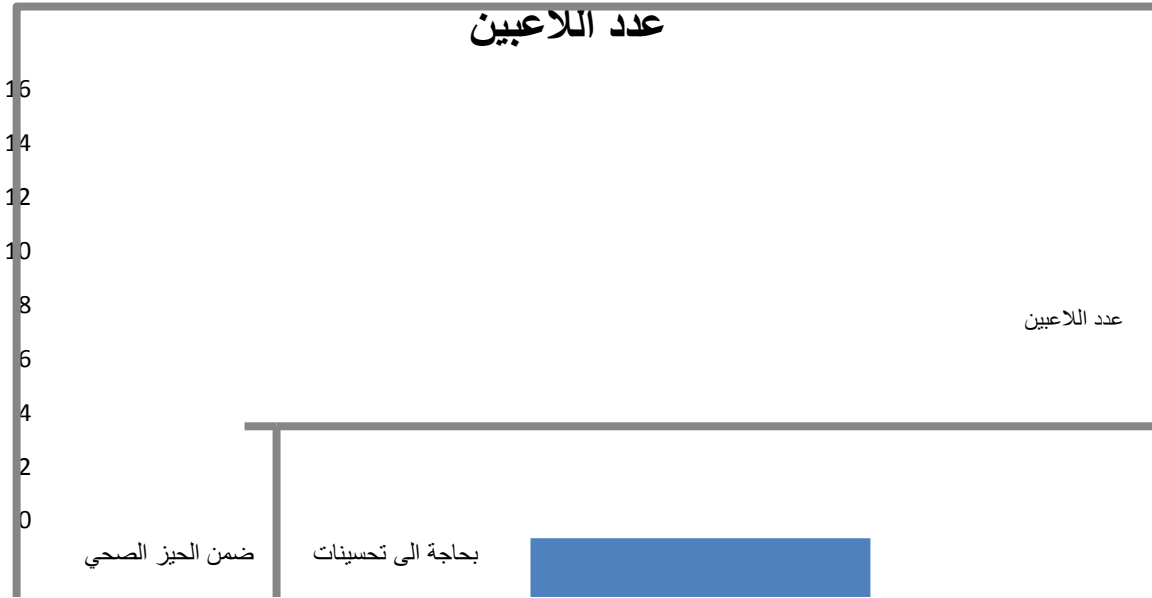 عدد اللاعبين
16
14
12
10
8
عدد اللاعبين
6
4
2
0
ضمن الحيز الصحي
بحاجة الى تحسينات